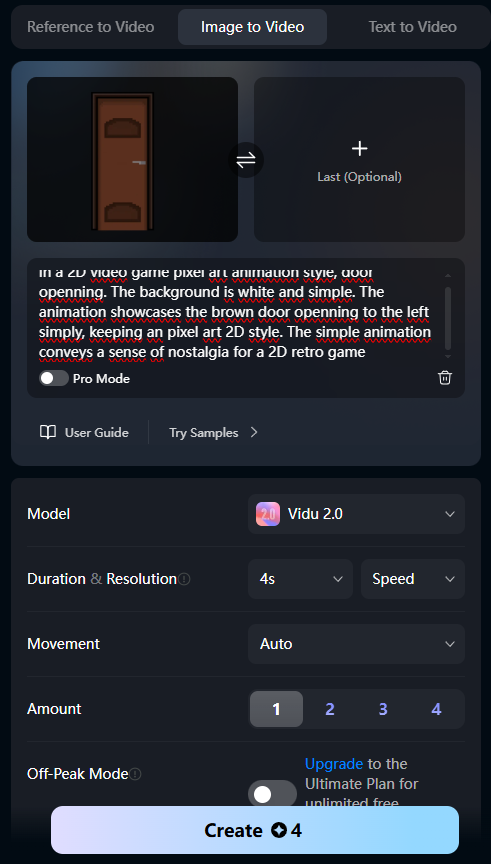 Reference to Video
Image to Video
Text to Video
Last (Optional)
in a 2D video game pixel art animation style, door
openning. The background is white and simple. The
animation showcases the brown door openning to the left
simply, keeping an pixel art 2D style. The simple animation
conveys a sense of nostalgia for a 2D retro game
Pro Mode
User Guide
Try Samples
Model
2.0
Vidu 2.0
Duration & Resolution
4s
Speed
Movement
Auto
Amount
1
2
3
4
Off-Peak Mode
Upgrade to the
Ultimate Plan for
unlimited free
Create 4